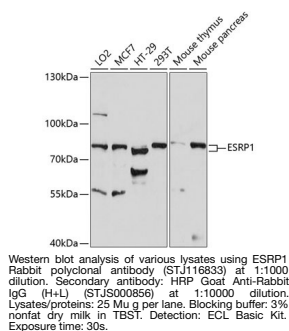 LO2
MCF7
HT-29
293T
Mouse thymus
Mouse pancreas
130kDa
100kDa
70kDa
55kDa
40kDa
ESRP1
Western blot analysis of various lysates using ESRP1
Rabbit polyclonal antibody (STJ116833) at 1:1000
dilution. Secondary antibody: HRP Goat Anti-Rabbit
IgG (H+L) (STJS000856) at 1:10000 dilution.
Lysates/proteins: 25 Mu g per lane. Blocking buffer: 3%
nonfat dry milk in TBST. Detection: ECL Basic Kit.
Exposure time: 30s.